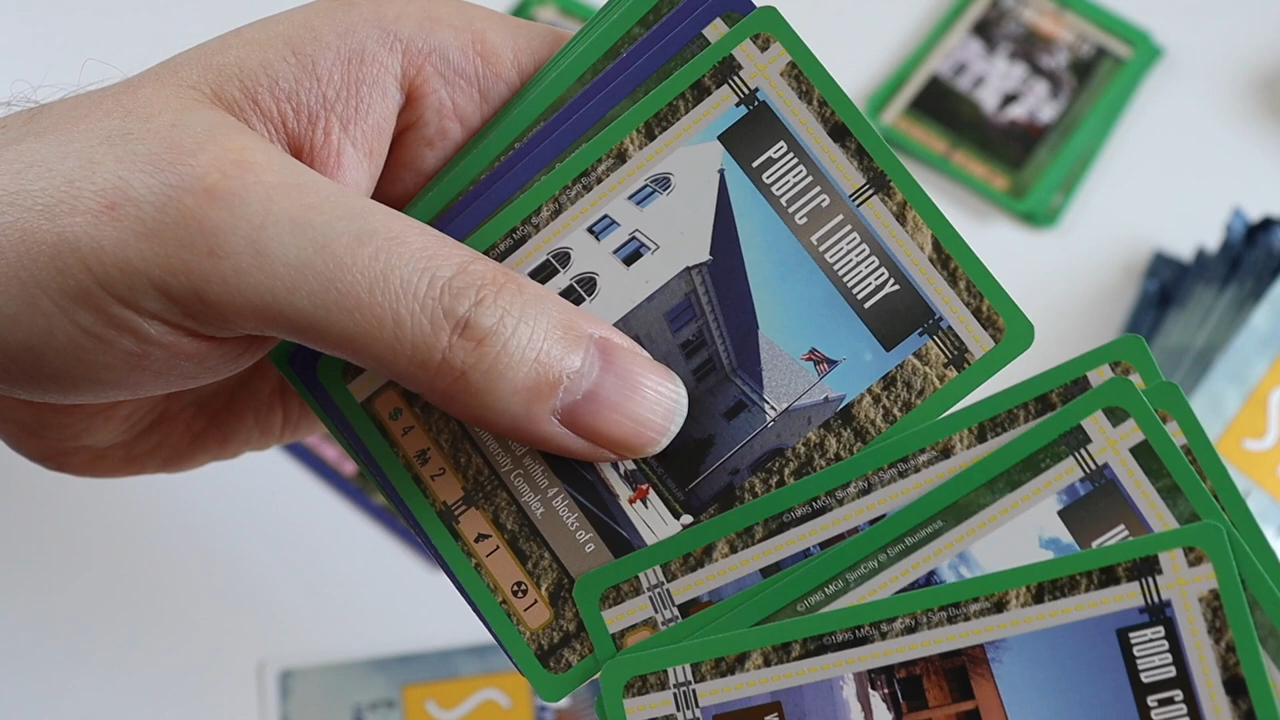 PUBLIC LIBRARY
©1995 MGI. SimCity @ Sim-Business.
$4 2
1
1
ed within 4 blocks of a
University Complex.
©1995 MGI. SimCity @ Sim-Business.
©1995 MGI. SimCity @ Sim-Business.
©1995 MGI. SimCity @ Sim-Business.
ROAD CO